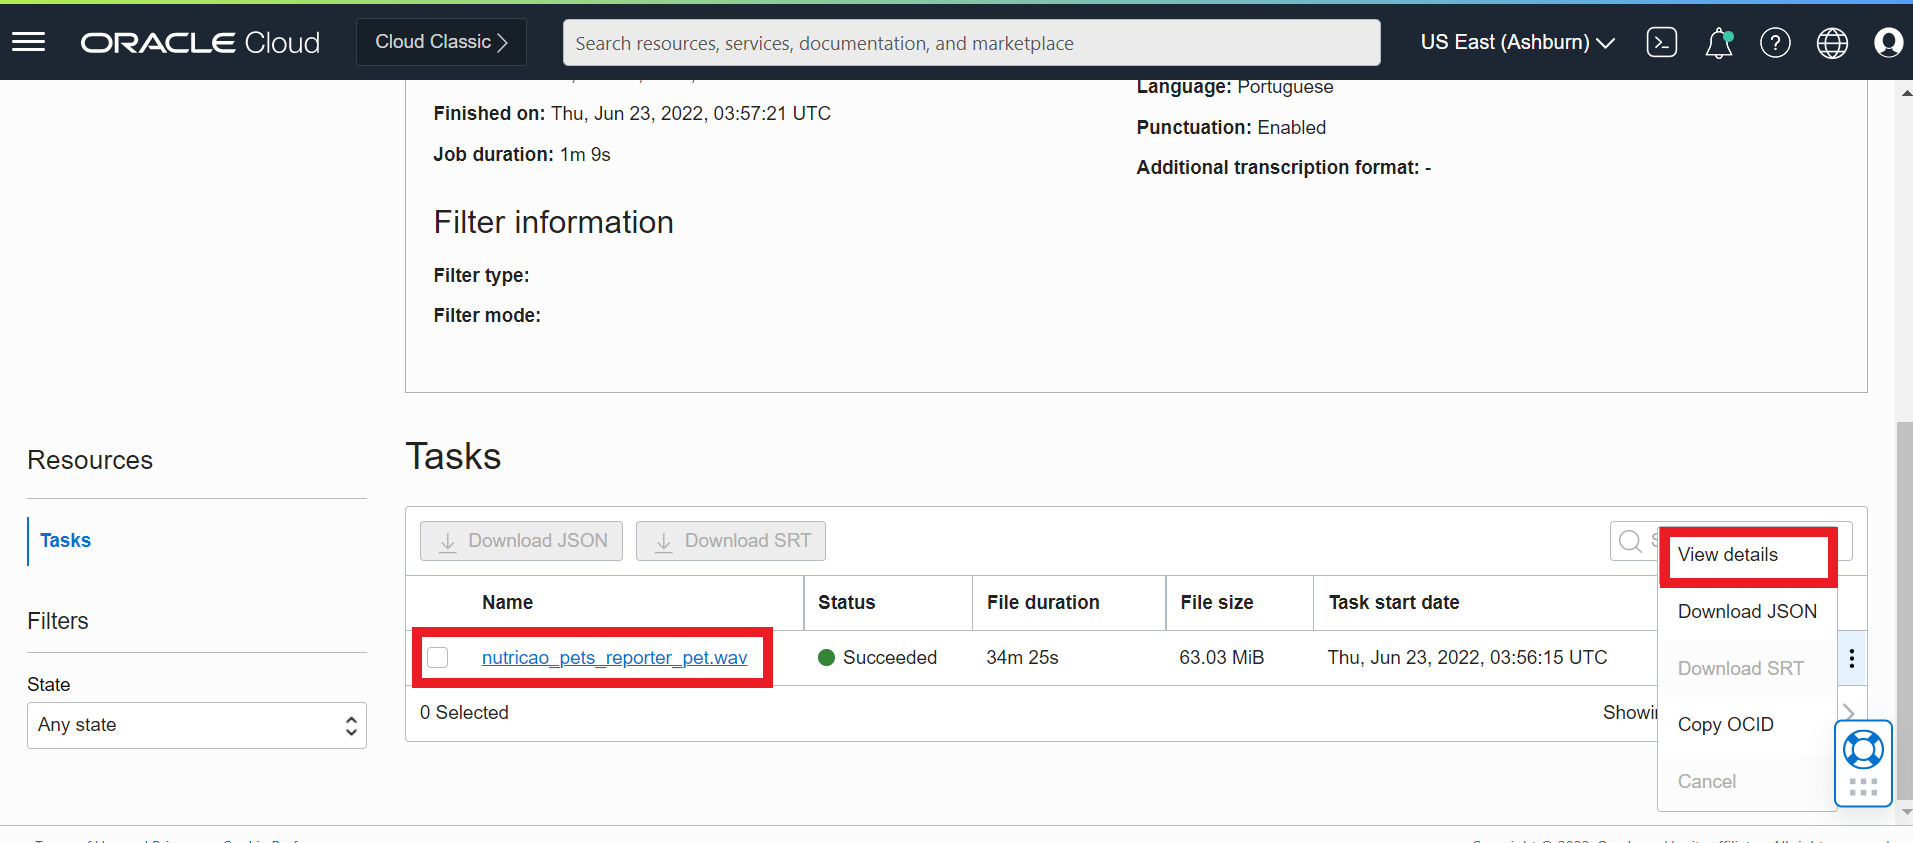 ORACLE Cloud
Cloud Classic
Search resources, services, documentation, and marketplace
US East (Ashburn)
Language: Portuguese
Finished on: Thu, Jun 23, 2022, 03:57:21 UTC
Punctuation: Enabled
Job duration: 1m 9s
Additional transcription format: -
Filter information
Filter type:
Filter mode:
Resources
Tasks
Filters
State
Any state
Tasks
Download JSON
Download SRT
Name
Status
File duration
File size
Task start date
nutricao_pets_reporter_pet.wav
Succeeded
34m 25s
63.03 MiB
Thu, Jun 23, 2022, 03:56:15 UTC
0 Selected
View details
Download JSON
Download SRT
Copy OCID
Cancel